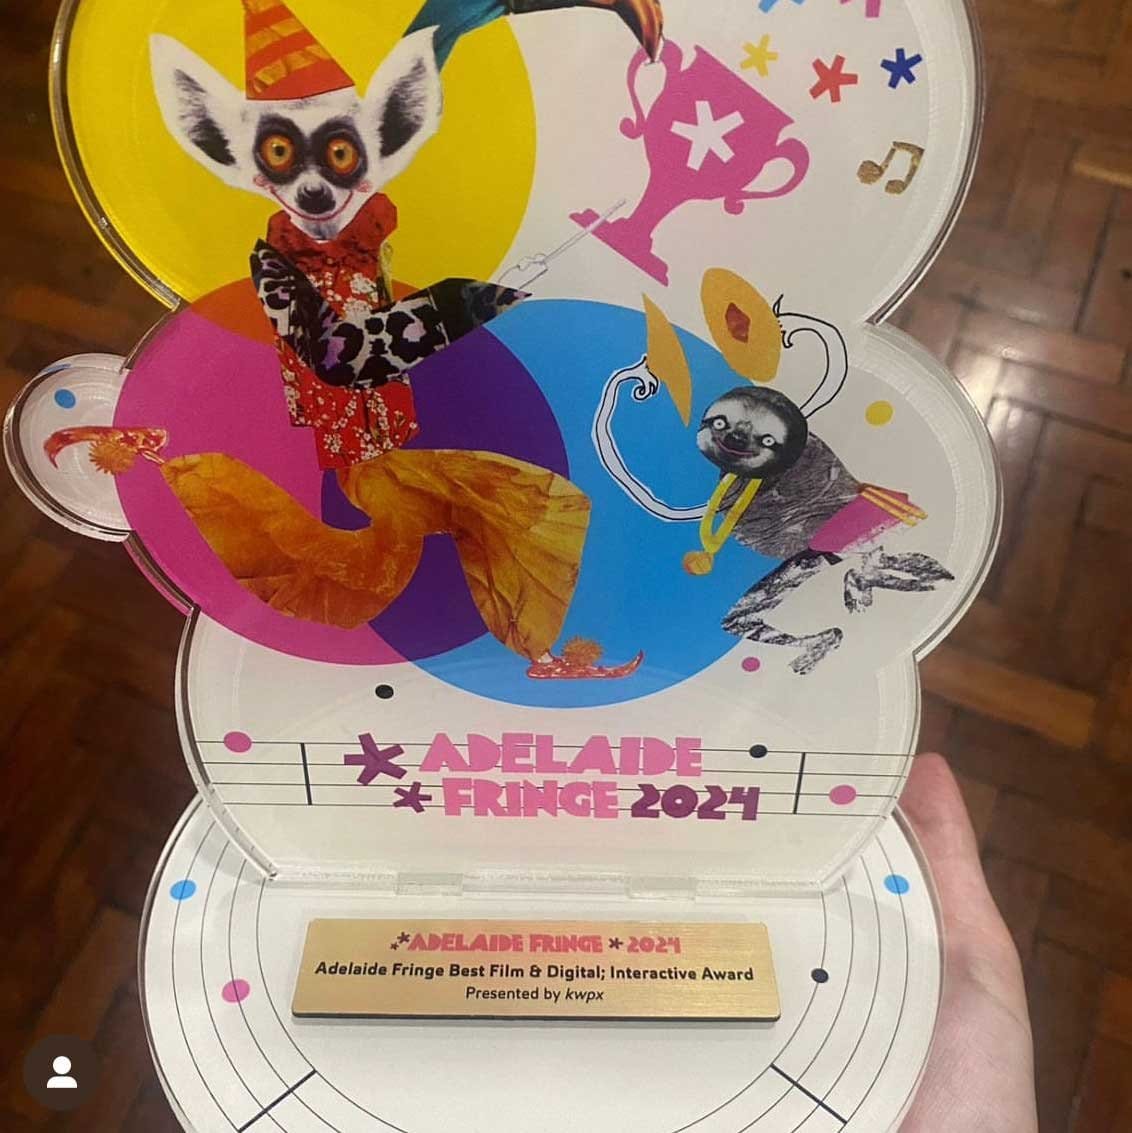 ADELAIDE
FRINGE 2024
ADELAIDE FRINGE 2024
Adelaide Fringe Best Film & Digital; Interactive Award
Presented by kwpx